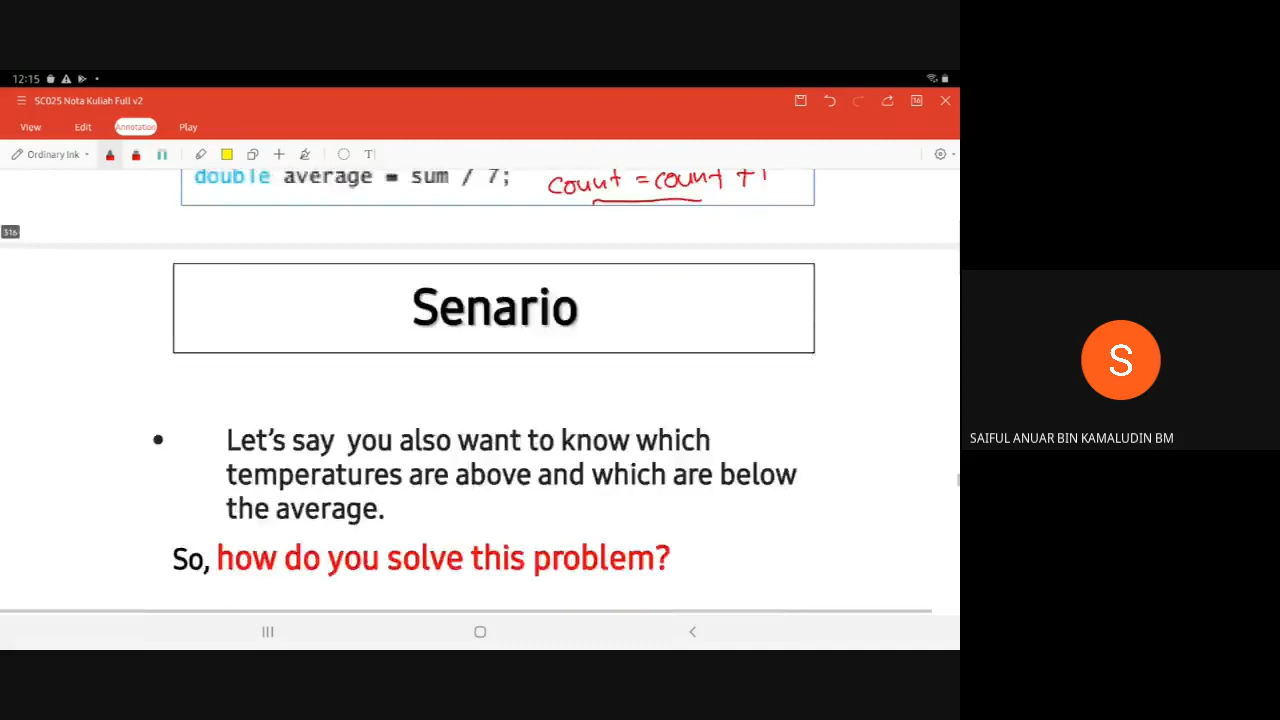 12:15
SC025 Nota Kuliah Full v2
16
View Edit Annotation Play
Ordinary Ink
T
double average = sum / 7; count = count + 1
316
Senario
• Let's say you also want to know which
temperatures are above and which are below
the average.
So, how do you solve this problem?
S
SAIFUL ANUAR BIN KAMALUDIN BM